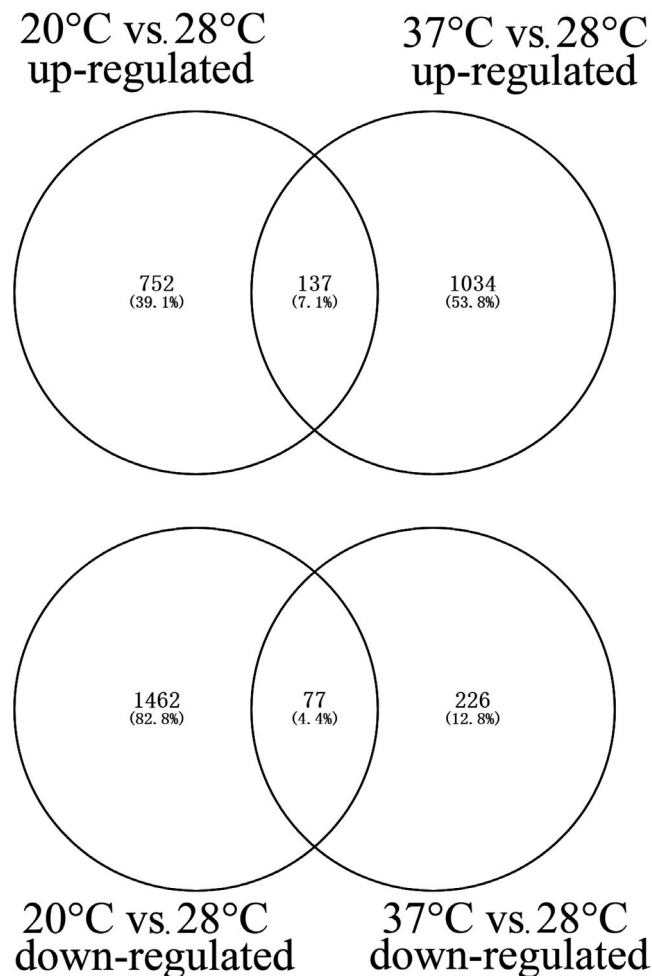 20°C vs. 28°C
up-regulated
37°C vs. 28°C
up-regulated
752
(39.1%)
137
(7.1%)
1034
(53.8%)
1462
(82.8%)
77
(4.4%)
226
(12.8%)
20°C vs. 28°C
down-regulated
37°C vs. 28°C
down-regulated